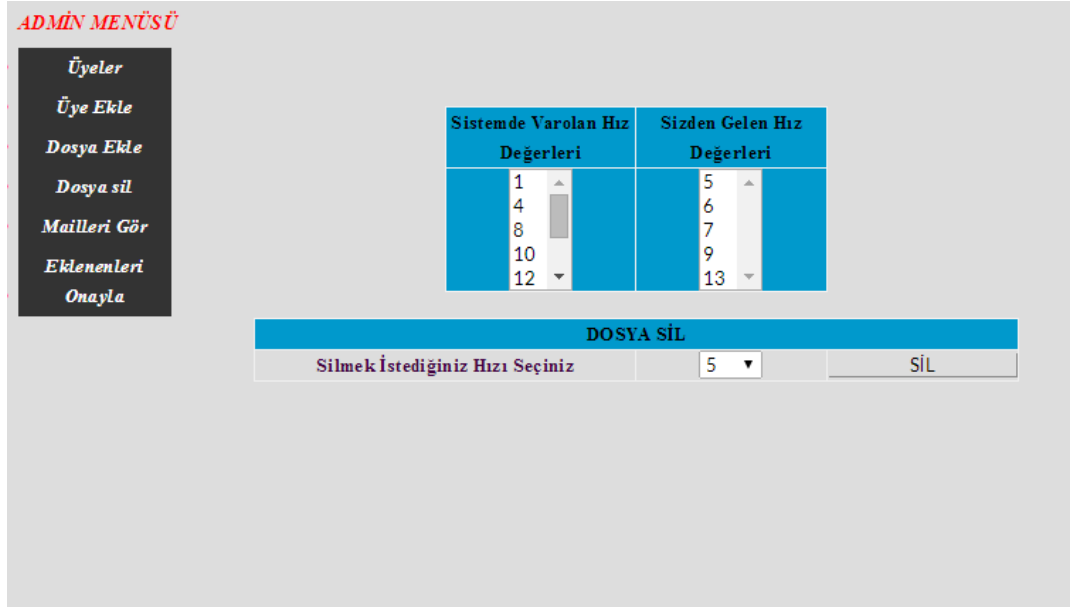 ADMİN MENÜSÜ
Üyeler
Üye Ekle
Dosya Ekle
Dosya sil
Mailleri Gör
Eklenenleri
Onayla
Sistemde Varolan Hız
Değerleri
Sizden Gelen Hız
Değerleri
1
4
8
10
12
5
6
7
9
13
DOSYA SİL
Silmek İstediğiniz Hızı Seçiniz
5
SİL